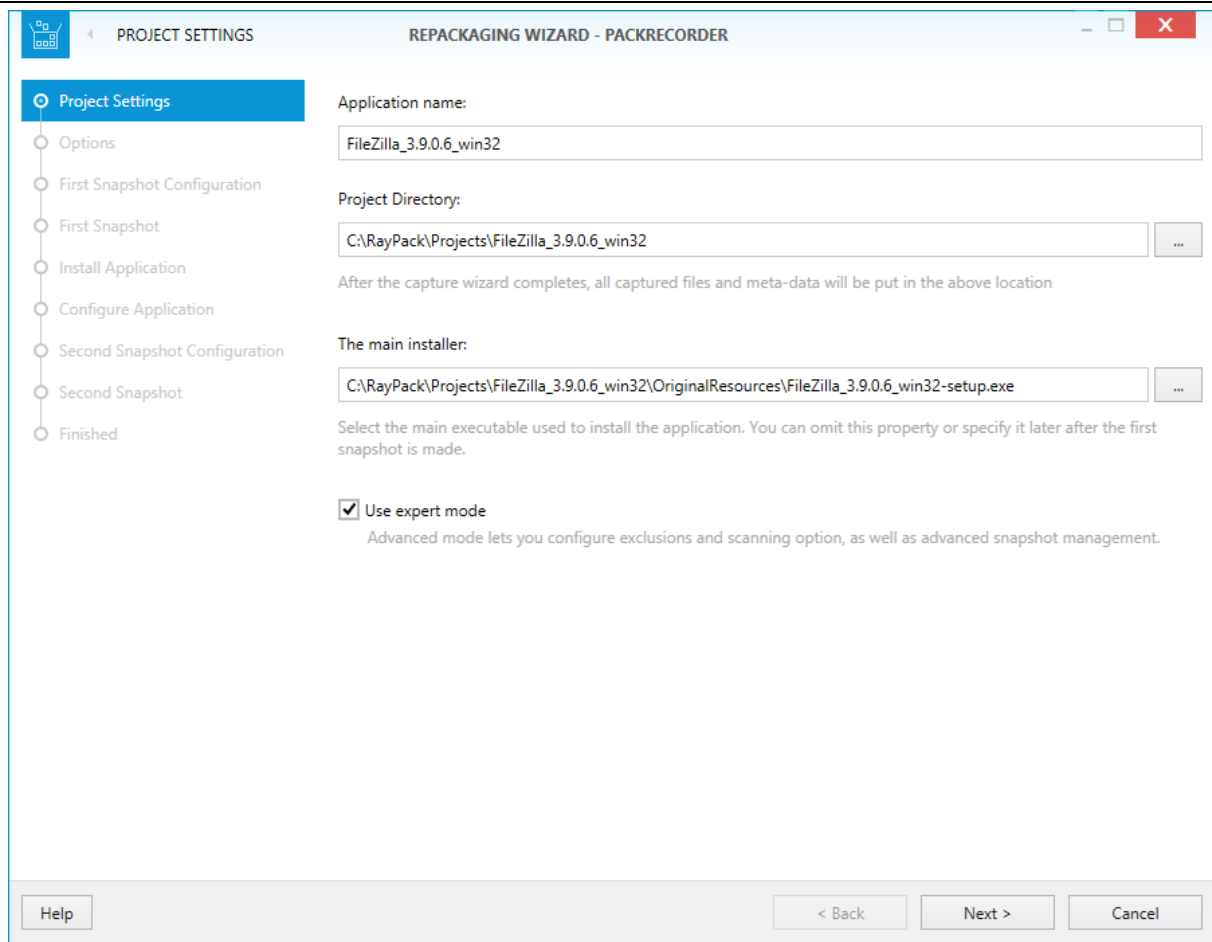 PROJECT SETTINGS
REPACKAGING WIZARD - PACKRECORDER
Project Settings
Options
First Snapshot Configuration
First Snapshot
Install Application
Configure Application
Second Snapshot Configuration
Second Snapshot
Finished
Application name:
FileZilla_3.9.0.6_win32
Project Directory:
C:\RayPack\Projects\FileZilla_3.9.0.6_win32
...
After the capture wizard completes, all captured files and meta-data will be put in the above location
The main installer:
C:\RayPack\Projects\FileZilla_3.9.0.6_win32\OriginalResources\FileZilla_3.9.0.6_win32-setup.exe
...
Select the main executable used to install the application. You can omit this property or specify it later after the first
snapshot is made.
Use expert mode
Advanced mode lets you configure exclusions and scanning option, as well as advanced snapshot management.
Help
< Back
Next >
Cancel